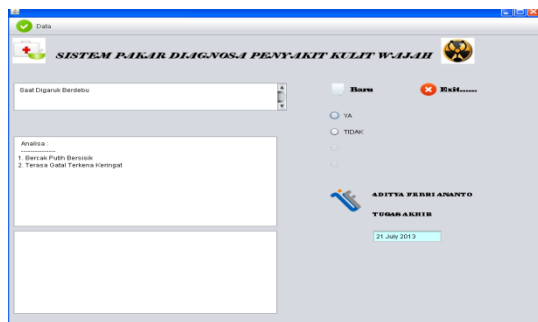 Data
SISTEM PAKAR DIAGNOSA PENYAKIT KULIT WAJAH
Saat Digaruk Berdebu
Baru
Exit......
YA
TIDAK
Analisa :
-------------
1. Bercak Putih Bersisik
2. Terasa Gatal Terkena Keringat
ADITYA FEBRI ANANTO
TUGAS AKHIR
21 July 2013